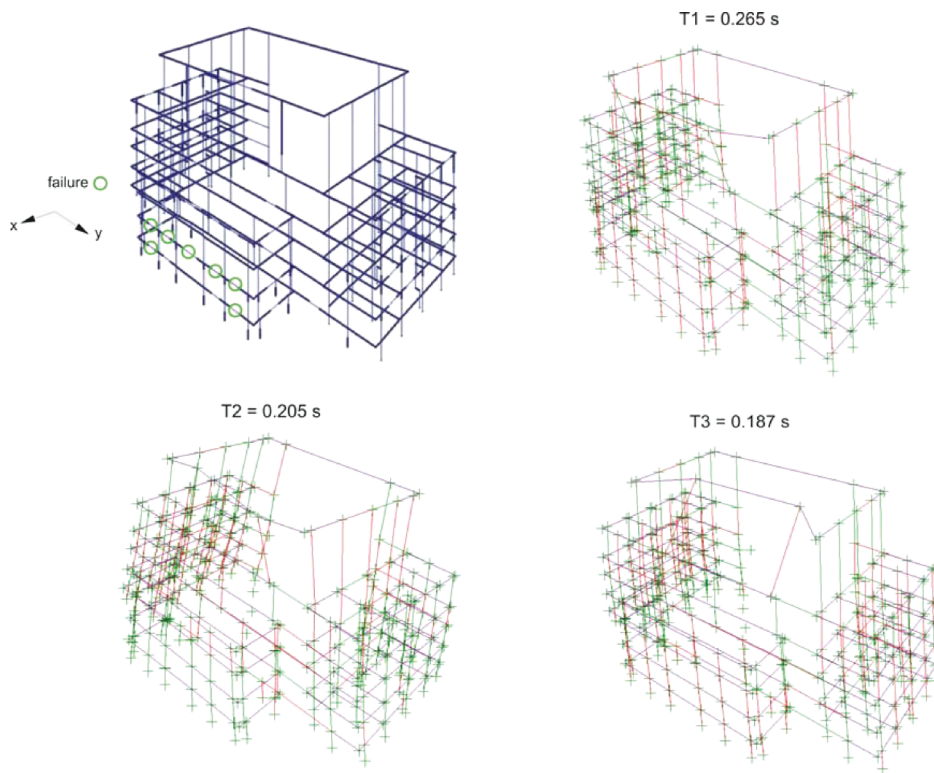 T1 = 0.265 s
failure
x
y
T2 = 0.205 s
T3 = 0.187 s